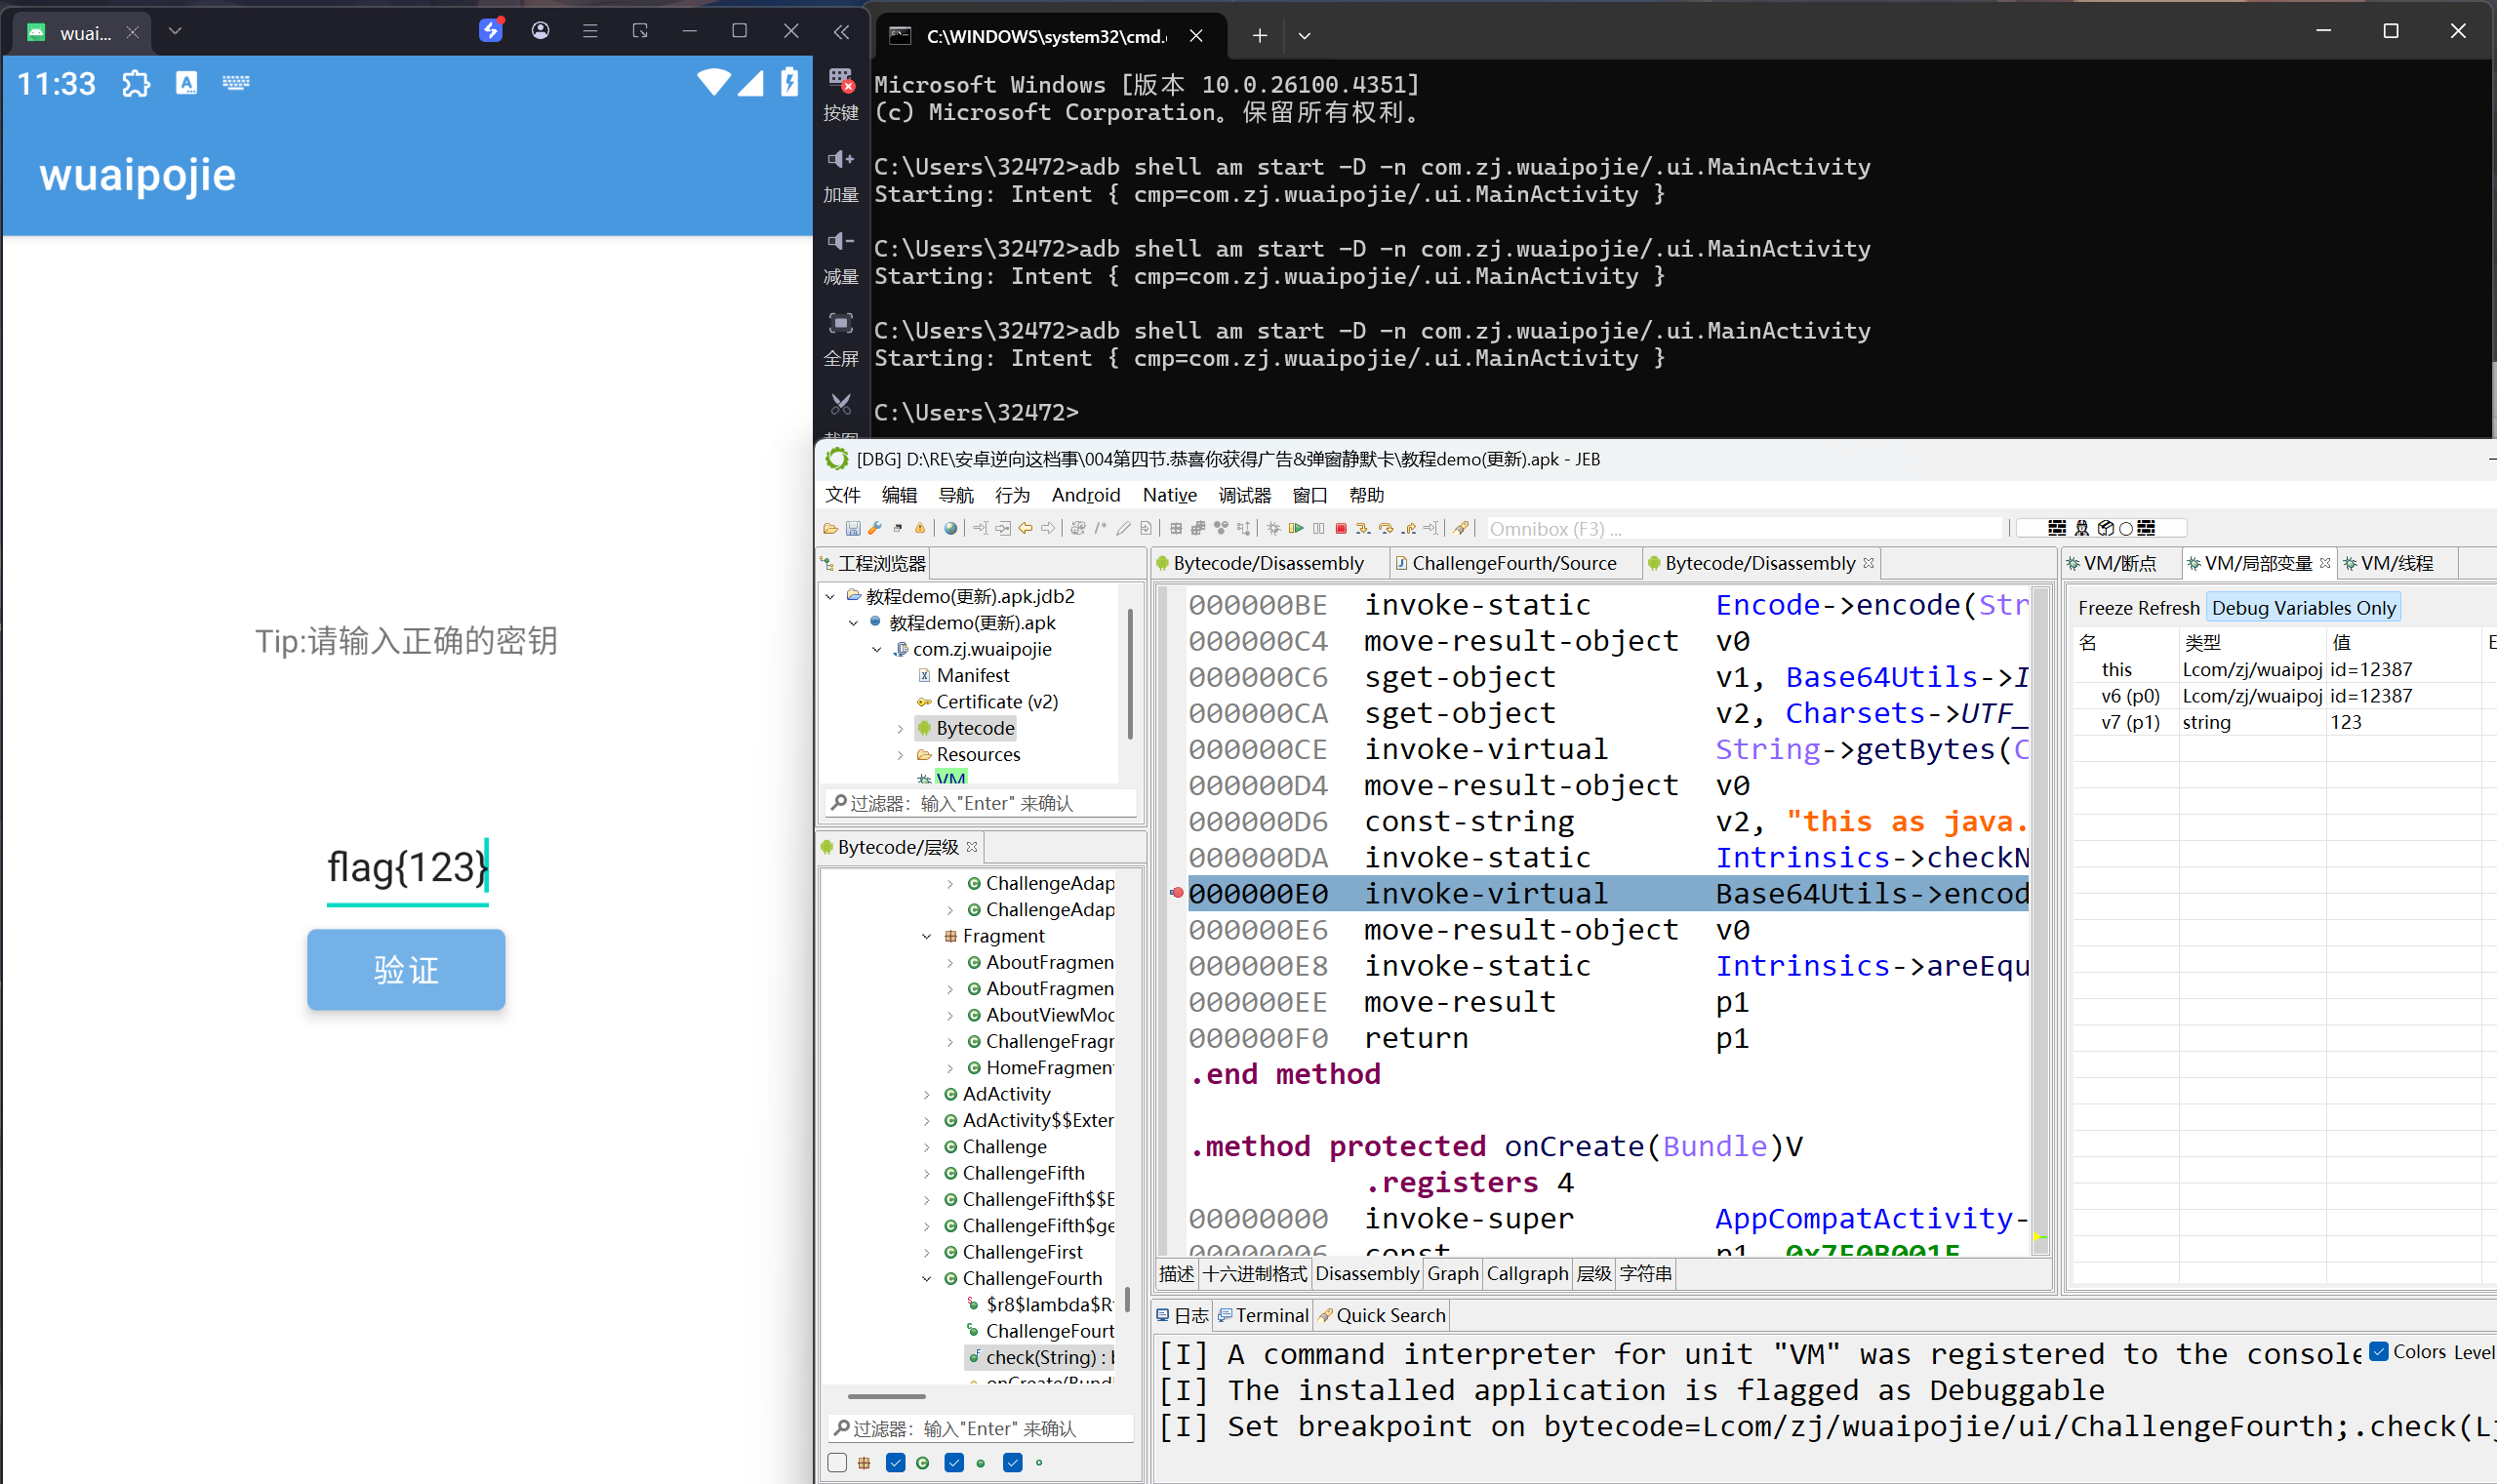 wuai...
11:33
wuaipojie
Tip:请输入正确的密钥
flag{123}
验证
按键
加量
减量
全屏
截图
C:\WINDOWS\system32\cmd.
Microsoft Windows [版本 10.0.26100.4351]
(c) Microsoft Corporation。保留所有权利。
C:\Users\32472>adb shell am start -D -n com.zj.wuaipojie/.ui.MainActivity
Starting: Intent { cmp=com.zj.wuaipojie/.ui.MainActivity }
C:\Users\32472>adb shell am start -D -n com.zj.wuaipojie/.ui.MainActivity
Starting: Intent { cmp=com.zj.wuaipojie/.ui.MainActivity }
C:\Users\32472>adb shell am start -D -n com.zj.wuaipojie/.ui.MainActivity
Starting: Intent { cmp=com.zj.wuaipojie/.ui.MainActivity }
C:\Users\32472>
[DBG] D:\RE\安卓逆向这档事\004第四节.恭喜你获得广告&弹窗静默卡\教程demo(更新).apk - JEB
文件 编辑 导航 行为 Android Native 调试器 窗口 帮助
Omnibox (F3) ...
工程浏览器
教程demo(更新).apk.jdb2
教程demo(更新).apk
com.zj.wuaipojie
Manifest
Certificate (v2)
Bytecode
Resources
VM
过滤器: 输入"Enter" 来确认
Bytecode/层级
ChallengeAdap
ChallengeAdap
Fragment
AboutFragmen
AboutFragmen
AboutViewMod
ChallengeFragr
HomeFragmen
AdActivity
AdActivity$$Exter
Challenge
ChallengeFifth
ChallengeFifth$$E
ChallengeFifth$ge
ChallengeFirst
ChallengeFourth
$r8$lambda$R
ChallengeFourt
check(String) : b
onCreate(Bund
过滤器: 输入"Enter" 来确认
Bytecode/Disassembly ChallengeFourth/Source Bytecode/Disassembly
000000BE invoke-static Encode->encode(Str
000000C4 move-result-object v0
000000C6 sget-object v1, Base64Utils->I
000000CA sget-object v2, Charsets->UTF_
000000CE invoke-virtual String->getBytes(C
000000D4 move-result-object v0
000000D6 const-string v2, "this as java.
000000DA invoke-static Intrinsics->checkN
000000E0 invoke-virtual Base64Utils->encod
000000E6 move-result-object v0
000000E8 invoke-static Intrinsics->areEqu
000000EE move-result p1
000000F0 return p1
.end method
.method protected onCreate(Bundle)V
.registers 4
00000000 invoke-super AppCompatActivity-
00000006 const p1, 0x7F0B001F
描述 十六进制格式 Disassembly Graph Callgraph 层级 字符串
VM/断点 VM/局部变量 VM/线程
Freeze Refresh Debug Variables Only
名 类型 值 E
this Lcom/zj/wuaipoj id=12387
v6 (p0) Lcom/zj/wuaipoj id=12387
v7 (p1) string 123
日志 Terminal Quick Search
[I] A command interpreter for unit "VM" was registered to the console
Colors Level
[I] The installed application is flagged as Debuggable
[I] Set breakpoint on bytecode=Lcom/zj/wuaipojie/ui/ChallengeFourth;.check(Lj